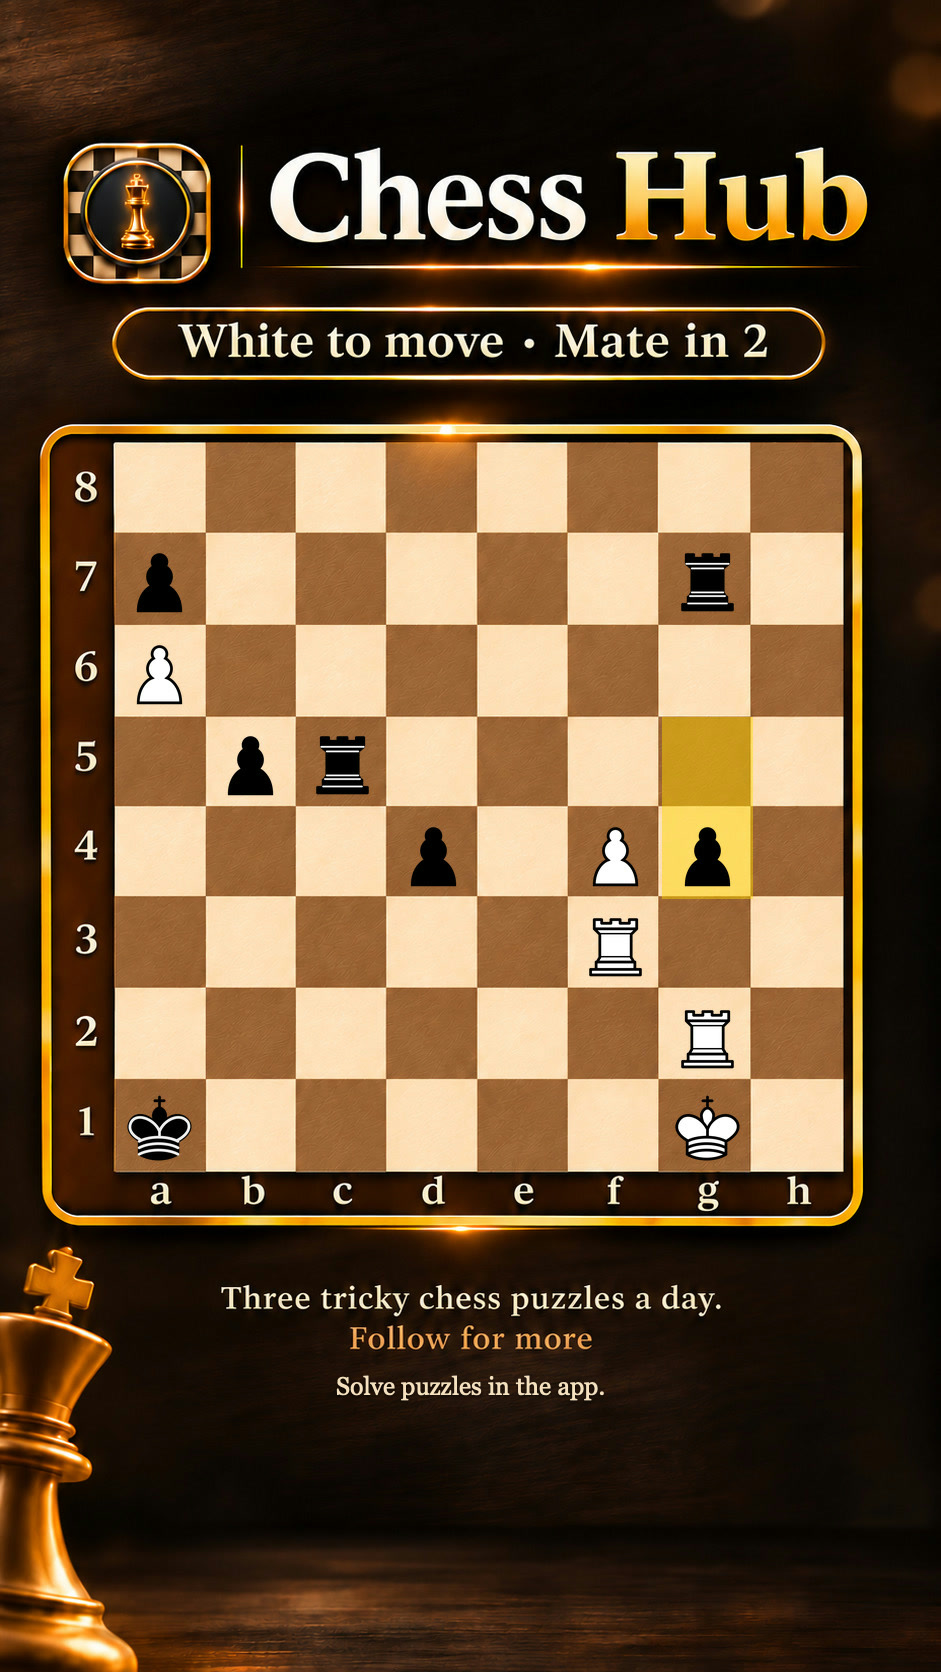 Chess Hub
White to move • Mate in 2
8
7
6
5
4
3
2
1
a b c d e f g h
Three tricky chess puzzles a day.
Follow for more
Solve puzzles in the app.